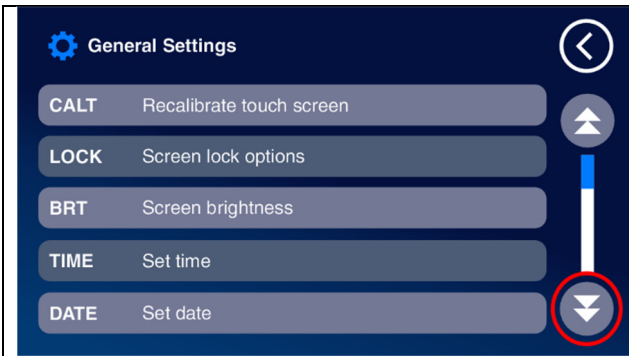 General Settings
CALT Recalibrate touch screen
LOCK Screen lock options
BRT Screen brightness
TIME Set time
DATE Set date